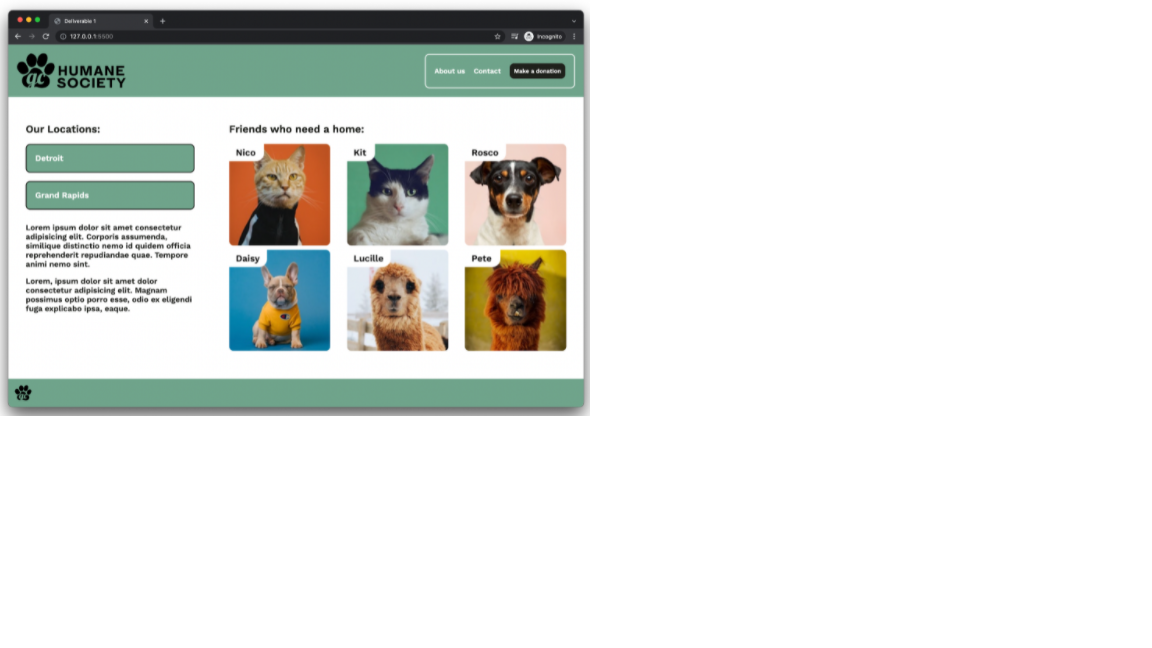 Deliverable 1
127.0.0.1:5500
Incognito
HUMANE
SOCIETY
About us
Contact
Make a donation
Our Locations:
Detroit
Grand Rapids
Lorem ipsum dolor sit amet consectetur
adipisicing elit. Corporis assumenda,
similique distinctio nemo id quidem officia
reprehenderit repudiandae quae. Tempore
animi nemo sint.
Lorem, ipsum dolor sit amet dolor
consectetur adipisicing elit. Magnam
possimus optio porro esse, odio ex eligendi
fuga explicabo ipsa, eaque.
Friends who need a home:
Nico
Kit
Rosco
Daisy
Lucille
Pete